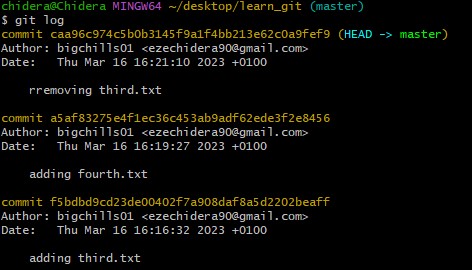 chidera@Chidera MINGW64 ~/desktop/learn_git (master)
$ git log
commit caa96c974c5b0b3145f9a1f4bb213e62c0a9fef9 (HEAD -> master)
Author: bigchills01 <ezechidera90@gmail.com>
Date:   Thu Mar 16 16:21:10 2023 +0100
    rremoving third.txt
commit a5af83275e4f1ec36c453ab9adf62ede3f2e8456
Author: bigchills01 <ezechidera90@gmail.com>
Date:   Thu Mar 16 16:19:27 2023 +0100
    adding fourth.txt
commit f5bdbd9cd23de00402f7a908daf8a5d2202beaff
Author: bigchills01 <ezechidera90@gmail.com>
Date:   Thu Mar 16 16:16:32 2023 +0100
    adding third.txt